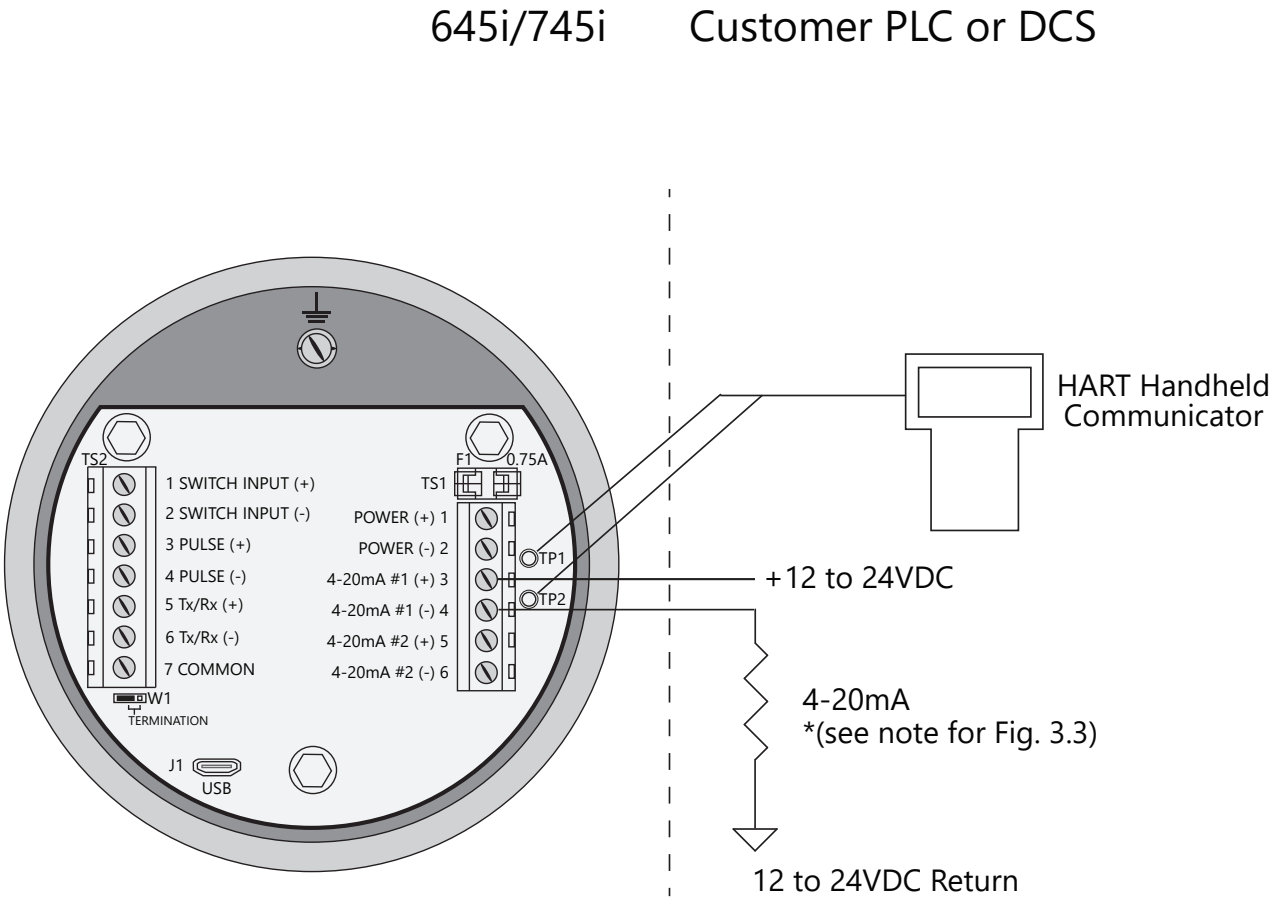 645i/745i
Customer PLC or DCS
HART Handheld
Communicator
TS2
F1
0.75A
TS1
1 SWITCH INPUT (+)
2 SWITCH INPUT (-)
3 PULSE (+)
4 PULSE (-)
5 Tx/Rx (+)
6 Tx/Rx (-)
7 COMMON
POWER (+) 1
POWER (-) 2
4-20mA #1 (+) 3
4-20mA #1 (-) 4
4-20mA #2 (+) 5
4-20mA #2 (-) 6
TP1
TP2
+12 to 24VDC
W1
TERMINATION
J1
USB
4-20mA
*(see note for Fig. 3.3)
12 to 24VDC Return